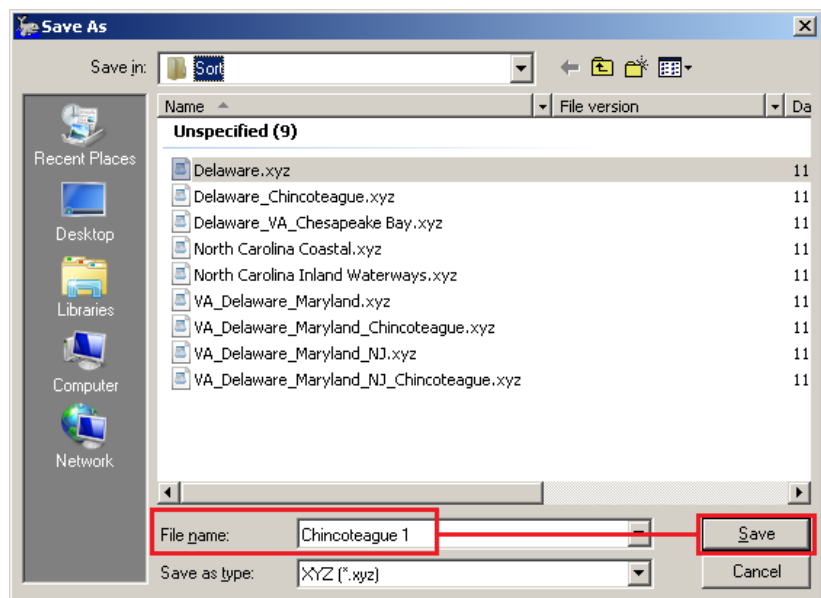 Save As
Save in: Sort
Name File version Da
Unspecified (9)
Delaware.xyz 11
Delaware_Chincoteague.xyz 11
Delaware_VA_Chesapeake Bay.xyz 11
North Carolina Coastal.xyz 11
North Carolina Inland Waterways.xyz 11
VA_Delaware_Maryland.xyz 11
VA_Delaware_Maryland_Chincoteague.xyz 11
VA_Delaware_Maryland_NJ.xyz 11
VA_Delaware_Maryland_NJ_Chincoteague.xyz 11
Recent Places
Desktop
Libraries
Computer
Network
File name: Chincoteague 1 Save
Save as type: XYZ (*.xyz) Cancel